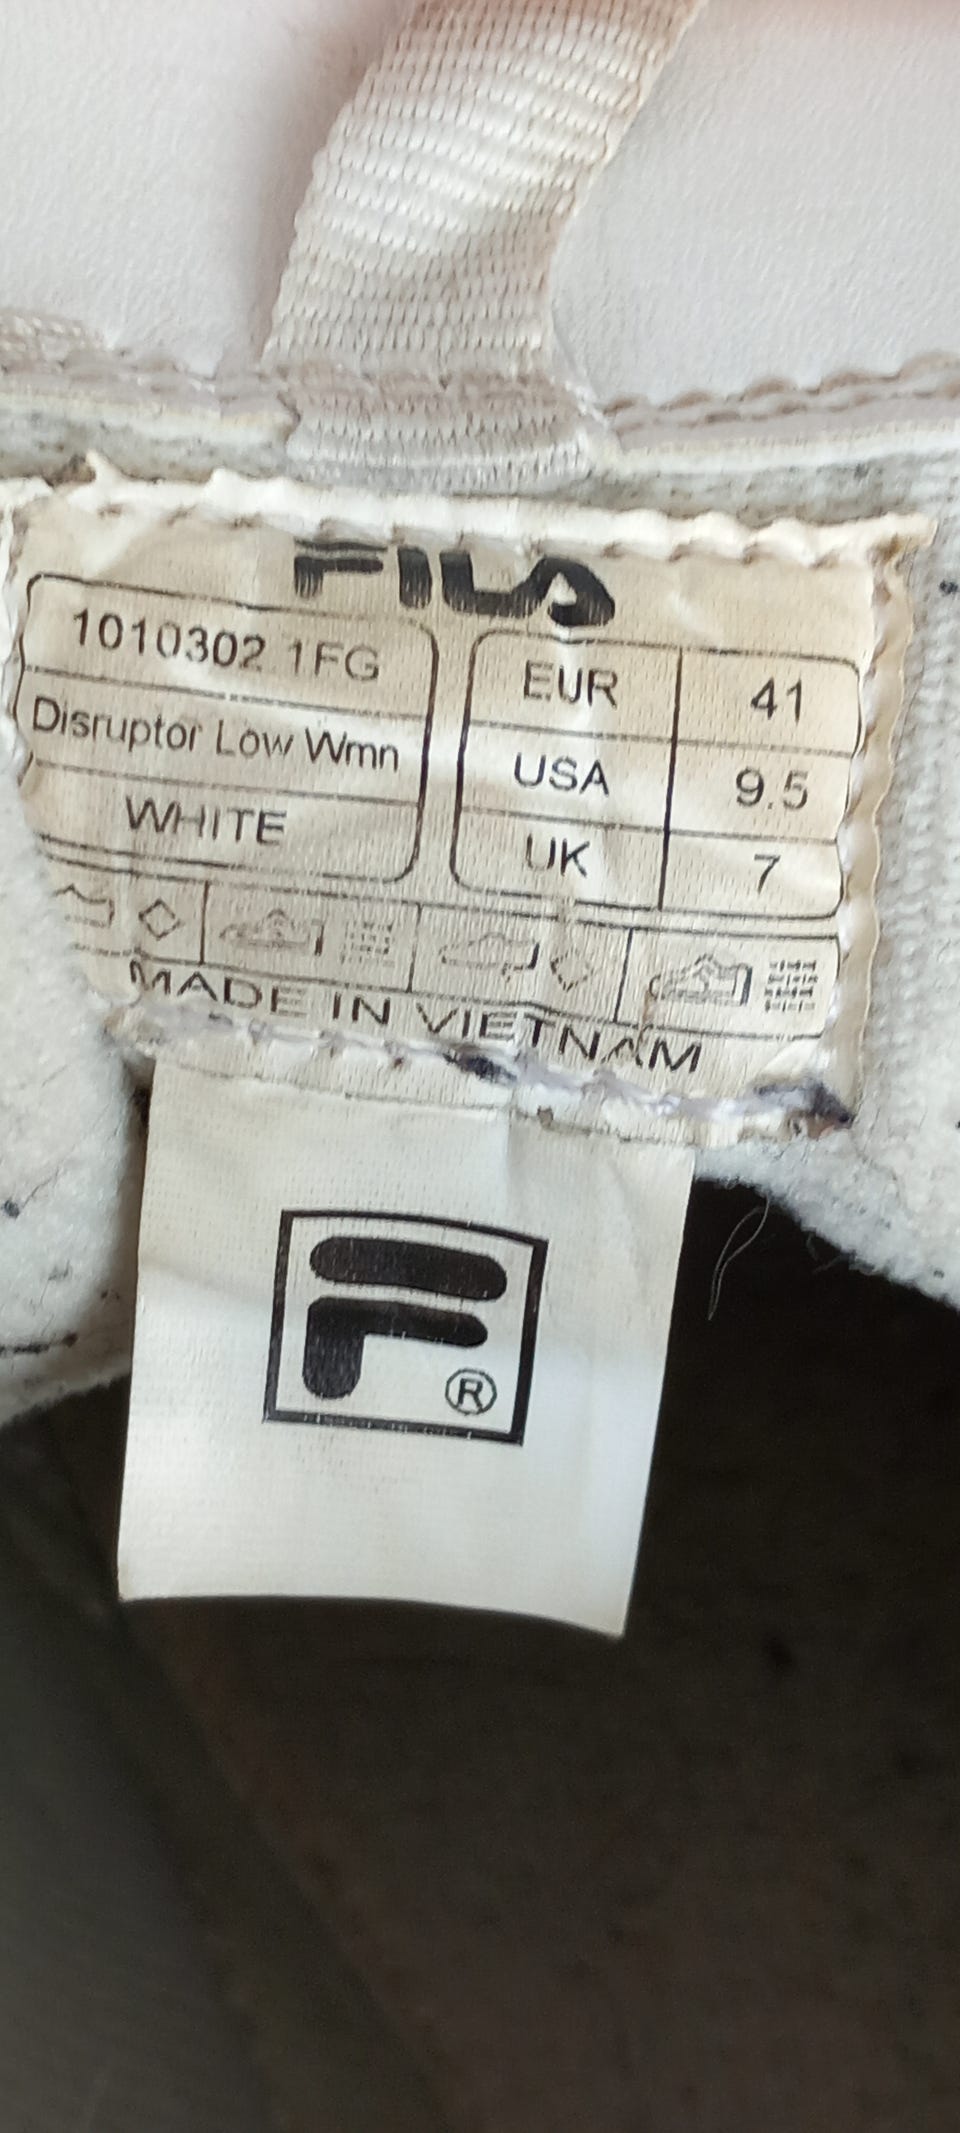 FILA
1010302 1FG
Disruptor Low Wmn
WHITE
EUR 41
USA 9.5
UK 7
MADE IN VIETNAM
F
®